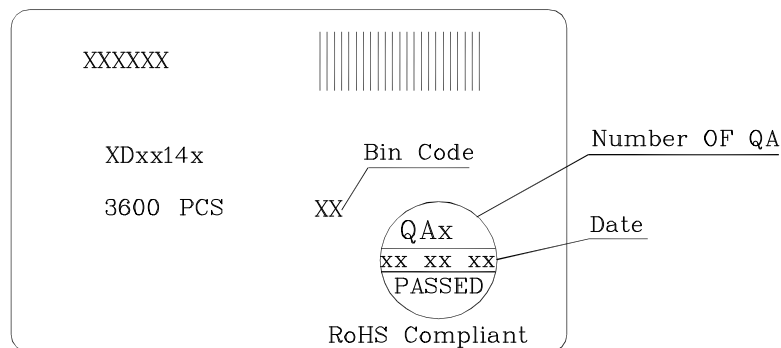 XXXXXX
XDxx14x
Bin Code
Number OF QA
3600 PCS
XX
QAx
Date
xx xx xx
PASSED
RoHS Compliant